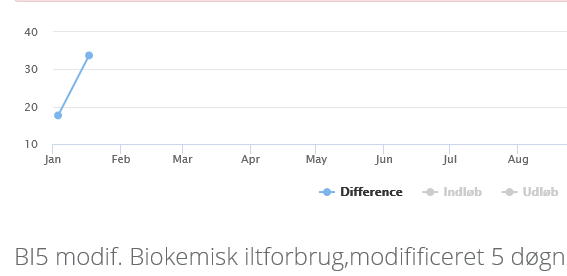 40
30
20
10
Jan Feb Mar Apr May Jun Jul Aug
Difference Indløb Udløb
BI5 modif. Biokemisk iltforbrug,modifificeret 5 døgn